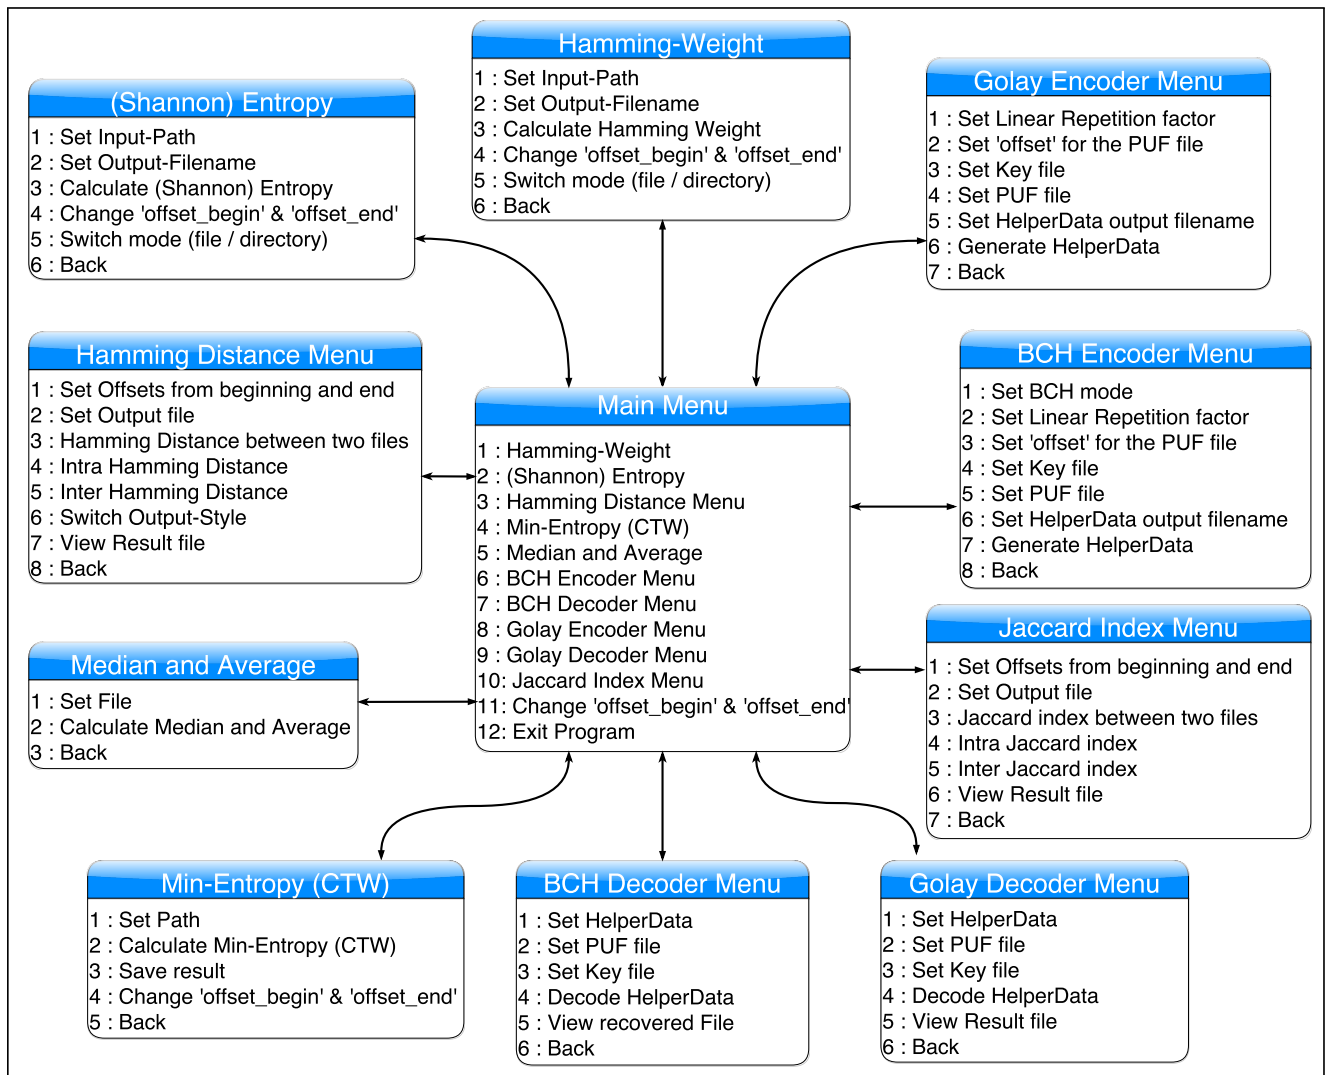 Hamming-Weight
1 : Set Input-Path
2 : Set Output-Filename
3 : Calculate Hamming Weight
4 : Change 'offset_begin' & 'offset_end'
5 : Switch mode (file / directory)
6 : Back
(Shannon) Entropy
1 : Set Input-Path
2 : Set Output-Filename
3 : Calculate (Shannon) Entropy
4 : Change 'offset_begin' & 'offset_end'
5 : Switch mode (file / directory)
6 : Back
Golay Encoder Menu
1 : Set Linear Repetition factor
2 : Set 'offset' for the PUF file
3 : Set Key file
4 : Set PUF file
5 : Set HelperData output filename
6 : Generate HelperData
7 : Back
Hamming Distance Menu
1 : Set Offsets from beginning and end
2 : Set Output file
3 : Hamming Distance between two files
4 : Intra Hamming Distance
5 : Inter Hamming Distance
6 : Switch Output-Style
7 : View Result file
8 : Back
Main Menu
1 : Hamming-Weight
2 : (Shannon) Entropy
3 : Hamming Distance Menu
4 : Min-Entropy (CTW)
5 : Median and Average
6 : BCH Encoder Menu
7 : BCH Decoder Menu
8 : Golay Encoder Menu
9 : Golay Decoder Menu
10: Jaccard Index Menu
11: Change 'offset_begin' & 'offset_end'
12: Exit Program
BCH Encoder Menu
1 : Set BCH mode
2 : Set Linear Repetition factor
3 : Set 'offset' for the PUF file
4 : Set Key file
5 : Set PUF file
6 : Set HelperData output filename
7 : Generate HelperData
8 : Back
Median and Average
1 : Set File
2 : Calculate Median and Average
3 : Back
Jaccard Index Menu
1 : Set Offsets from beginning and end
2 : Set Output file
3 : Jaccard index between two files
4 : Intra Jaccard index
5 : Inter Jaccard index
6 : View Result file
7 : Back
Min-Entropy (CTW)
1 : Set Path
2 : Calculate Min-Entropy (CTW)
3 : Save result
4 : Change 'offset_begin' & 'offset_end'
5 : Back
BCH Decoder Menu
1 : Set HelperData
2 : Set PUF file
3 : Set Key file
4 : Decode HelperData
5 : View recovered File
6 : Back
Golay Decoder Menu
1 : Set HelperData
2 : Set PUF file
3 : Set Key file
4 : Decode HelperData
5 : View Result file
6 : Back